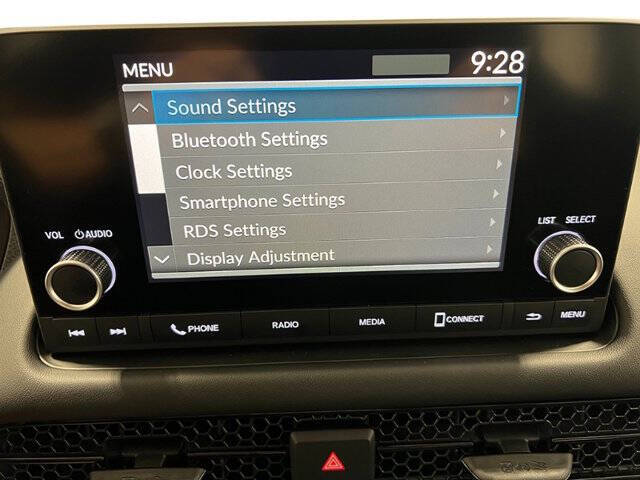 MENU 9:28
Sound Settings
Bluetooth Settings
Clock Settings
Smartphone Settings
RDS Settings
Display Adjustment
VOL AUDIO
LIST SELECT
PHONE RADIO MEDIA CONNECT MENU